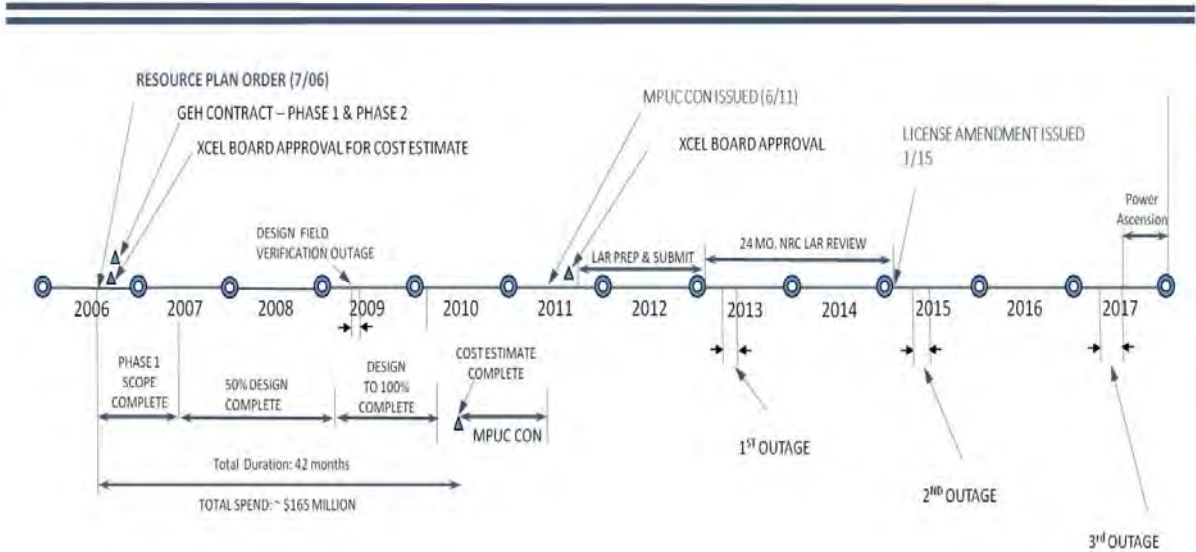 RESOURCE PLAN ORDER (7/06)
GEH CONTRACT – PHASE 1 & PHASE 2
XCEL BOARD APPROVAL FOR COST ESTIMATE
MPUC CON ISSUED (6/11)
XCEL BOARD APPROVAL
LICENSE AMENDMENT ISSUED
1/15
Power
Ascension
DESIGN FIELD
VERIFICATION OUTAGE
LAR PREP & SUBMIT
24 MO. NRC LAR REVIEW
2006 2007 2008 2009 2010 2011 2012 2013 2014 2015 2016 2017
PHASE 1
SCOPE
COMPLETE
50% DESIGN
COMPLETE
DESIGN
TO 100%
COMPLETE
COST ESTIMATE
COMPLETE
MPUC CON
Total Duration: 42 months
TOTAL SPEND: ~ $165 MILLION
1ST OUTAGE
2ND OUTAGE
3rd OUTAGE